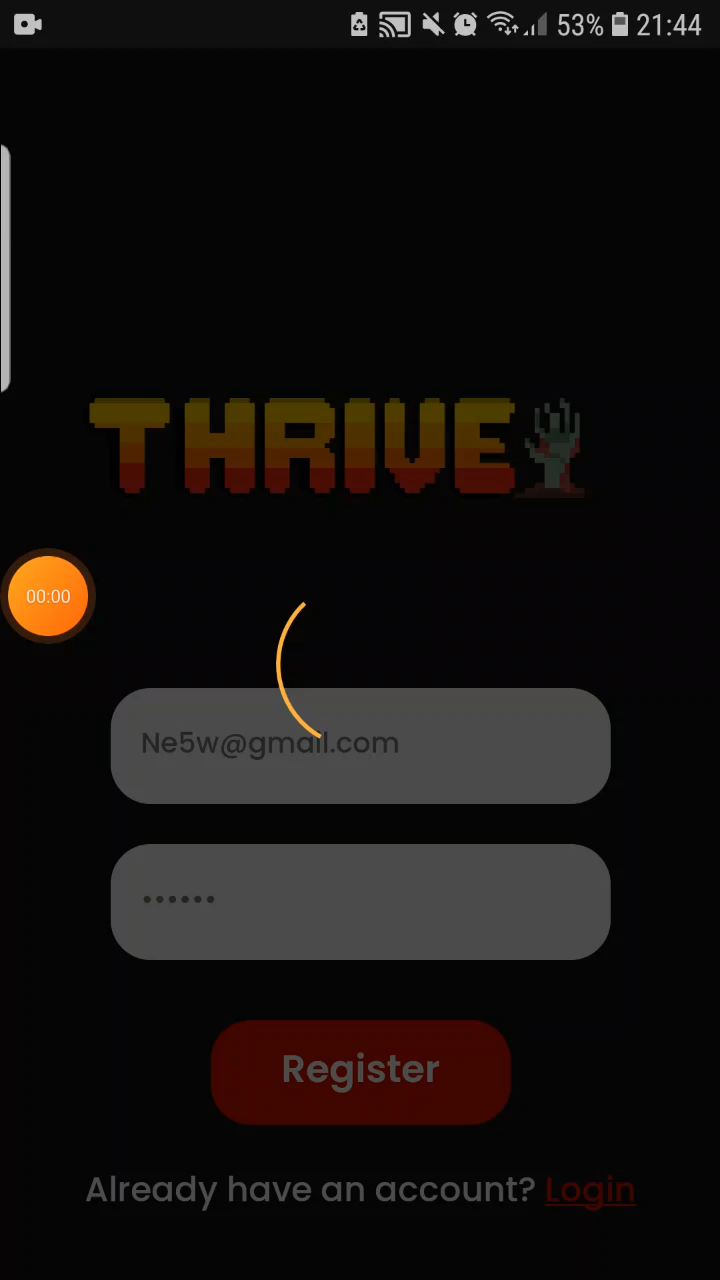 53% 21:44
THRIVE
00:00
Ne5w@gmail.com
••••••
Register
Already have an account? Login